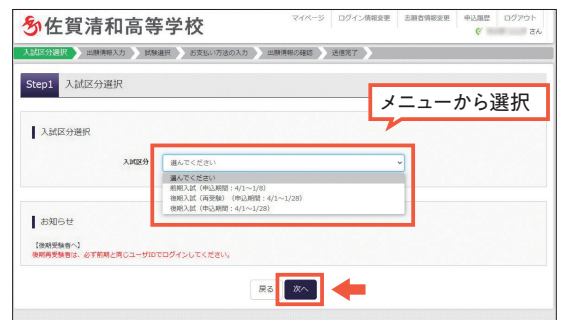 佐賀清和高等学校
マイページ ログイン情報変更 志願者情報変更 申込履歴 ログアウト
さん
入試区分選択 出願情報入力 試験選択 お支払い方法の入力 出願情報の確認 送信完了
Step1 入試区分選択
メニューから選択
入試区分選択
入試区分 選んでください
選んでください
前期入試（申込期間：4/1～1/8）
後期入試（再受験）（申込期間：4/1～1/28）
後期入試（申込期間：4/1～1/28）
お知らせ
【後期受験者へ】
後期再受験者は、必ず前期と同じユーザIDでログインしてください。
戻る 次へ